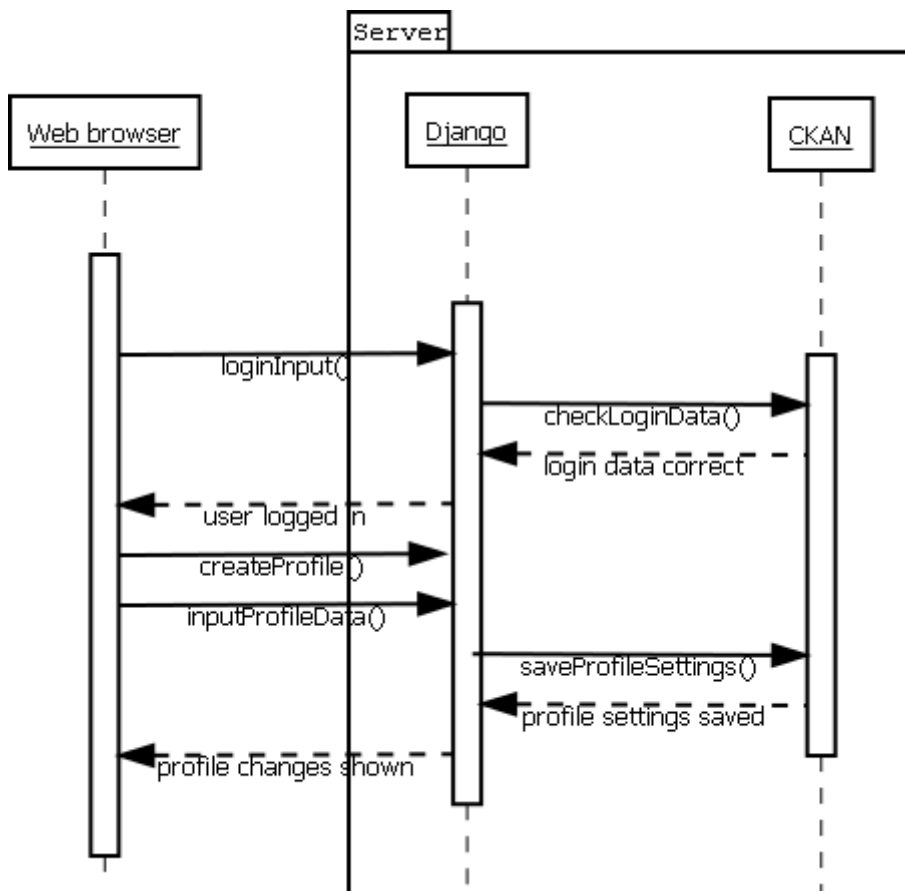 Server
Web browser
Django
CKAN
loginInput()
checkLoginData()
login data correct
user logged in
createProfile()
inputProfileData()
saveProfileSettings()
profile settings saved
profile changes shown